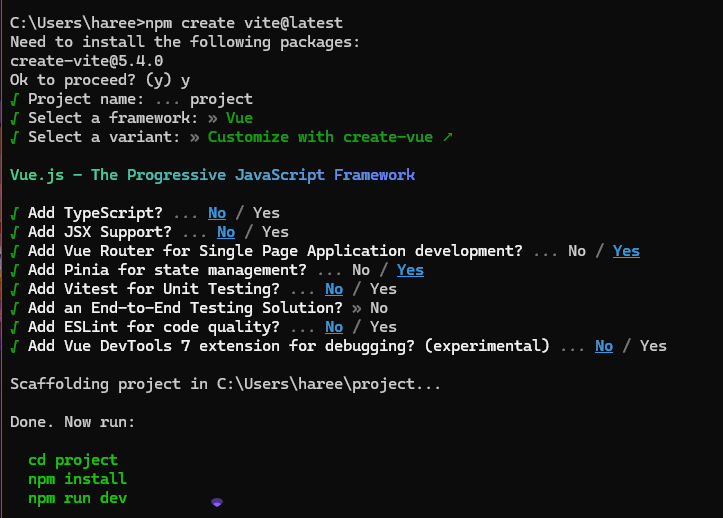 C:\Users\haree>npm create vite@latest
Need to install the following packages:
create-vite@5.4.0
Ok to proceed? (y) y
√ Project name: ... project
√ Select a framework: » Vue
√ Select a variant: » Customize with create-vue ↗
Vue.js - The Progressive JavaScript Framework
√ Add TypeScript? ... No / Yes
√ Add JSX Support? ... No / Yes
√ Add Vue Router for Single Page Application development? ... No / Yes
√ Add Pinia for state management? ... No / Yes
√ Add Vitest for Unit Testing? ... No / Yes
√ Add an End-to-End Testing Solution? » No
√ Add ESLint for code quality? ... No / Yes
√ Add Vue DevTools 7 extension for debugging? (experimental) ... No / Yes
Scaffolding project in C:\Users\haree\project...
Done. Now run:
cd project
npm install
npm run dev